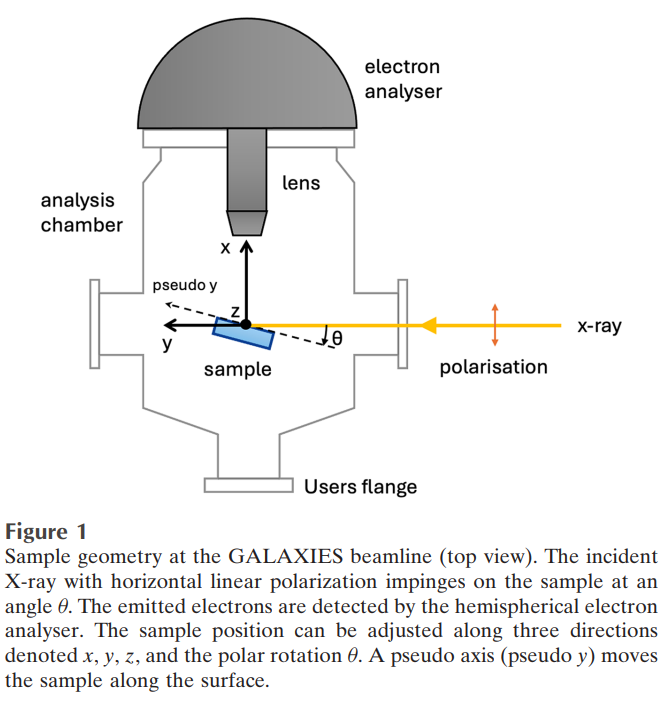 electron
analyser
lens
analysis
chamber
x
pseudo y
z
θ
y
x-ray
sample
polarisation
Users flange
Figure 1
Sample geometry at the GALAXIES beamline (top view). The incident
X-ray with horizontal linear polarization impinges on the sample at an
angle θ. The emitted electrons are detected by the hemispherical electron
analyser. The sample position can be adjusted along three directions
denoted x, y, z, and the polar rotation θ. A pseudo axis (pseudo y) moves
the sample along the surface.